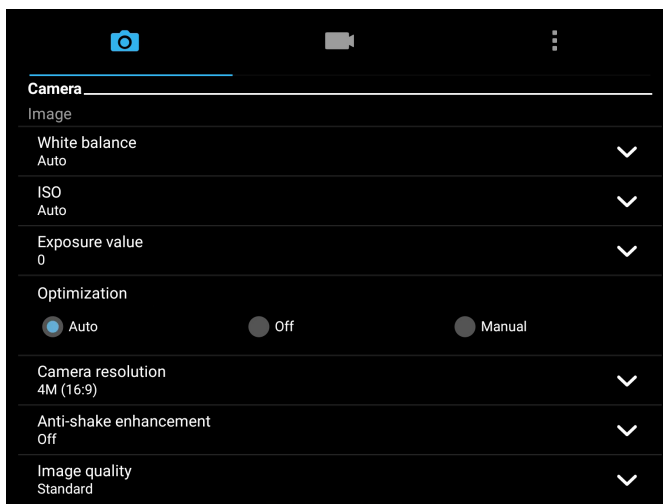 Camera
Image
White balance
Auto
ISO
Auto
Exposure value
0
Optimization
Auto Off Manual
Camera resolution
4M (16:9)
Anti-shake enhancement
Off
Image quality
Standard